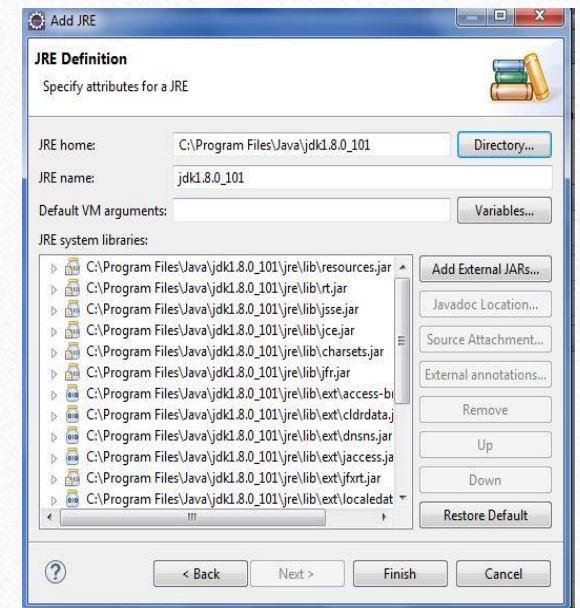 Add JRE
JRE Definition
Specify attributes for a JRE
JRE home: C:\Program Files\Java\jdk1.8.0_101 Directory...
JRE name: jdk1.8.0_101
Default VM arguments: Variables...
JRE system libraries:
C:\Program Files\Java\jdk1.8.0_101\jre\lib\resources.jar Add External JARs...
C:\Program Files\Java\jdk1.8.0_101\jre\lib\rt.jar
C:\Program Files\Java\jdk1.8.0_101\jre\lib\jsse.jar Javadoc Location...
C:\Program Files\Java\jdk1.8.0_101\jre\lib\jce.jar
C:\Program Files\Java\jdk1.8.0_101\jre\lib\charsets.jar Source Attachment...
C:\Program Files\Java\jdk1.8.0_101\jre\lib\jfr.jar External annotations...
C:\Program Files\Java\jdk1.8.0_101\jre\lib\ext\access-br
C:\Program Files\Java\jdk1.8.0_101\jre\lib\ext\cldrdata.j Remove
C:\Program Files\Java\jdk1.8.0_101\jre\lib\ext\dnsns.jar
C:\Program Files\Java\jdk1.8.0_101\jre\lib\ext\jaccess.ja Up
C:\Program Files\Java\jdk1.8.0_101\jre\lib\ext\jfxrt.jar Down
C:\Program Files\Java\jdk1.8.0_101\jre\lib\ext\localedat
Restore Default
? < Back Next > Finish Cancel